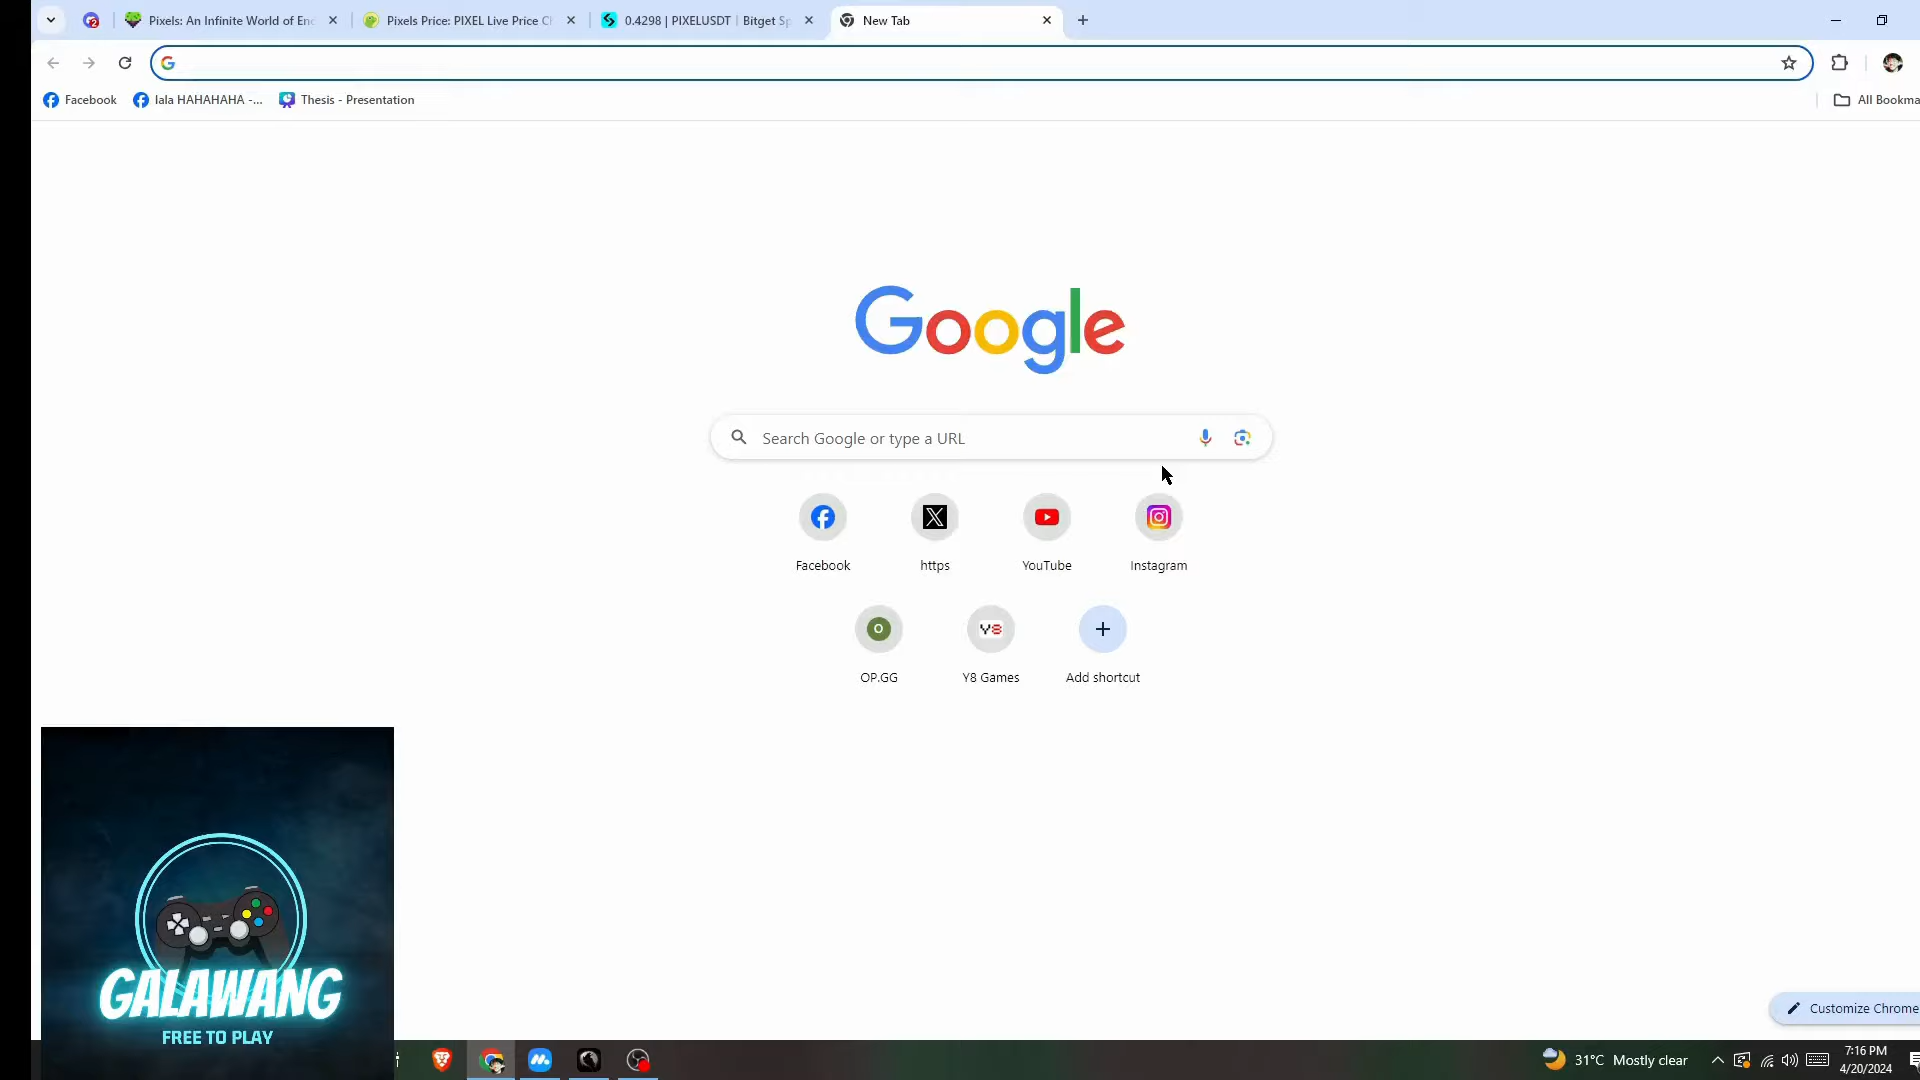 Pixels: An Infinite World of En
Pixels Price: PIXEL Live Price C
0.4298 | PIXELUSDT | Bitget Sp
New Tab
Facebook
lala HAHAHAHA -...
Thesis - Presentation
All Bookma
Google
Search Google or type a URL
Facebook
https
YouTube
Instagram
OP.GG
Y8 Games
Add shortcut
GALAWANG
FREE TO PLAY
Customize Chrome
31°C Mostly clear
7:16 PM
4/20/2024